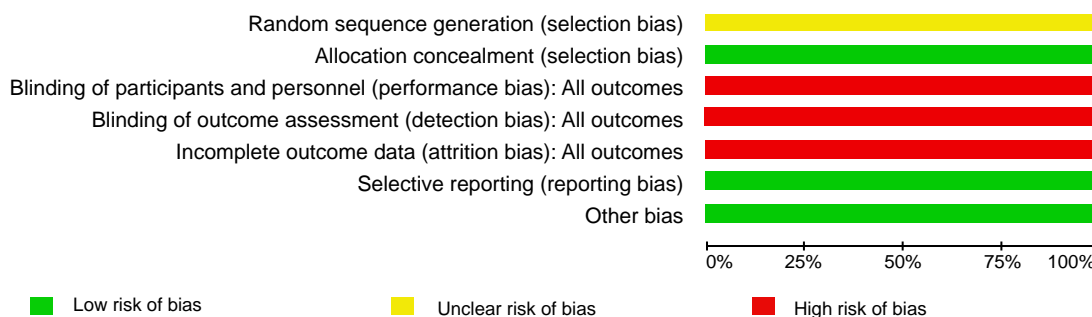 Random sequence generation (selection bias)
Allocation concealment (selection bias)
Blinding of participants and personnel (performance bias): All outcomes
Blinding of outcome assessment (detection bias): All outcomes
Incomplete outcome data (attrition bias): All outcomes
Selective reporting (reporting bias)
Other bias
0% 25% 50% 75% 100%
Low risk of bias Unclear risk of bias High risk of bias